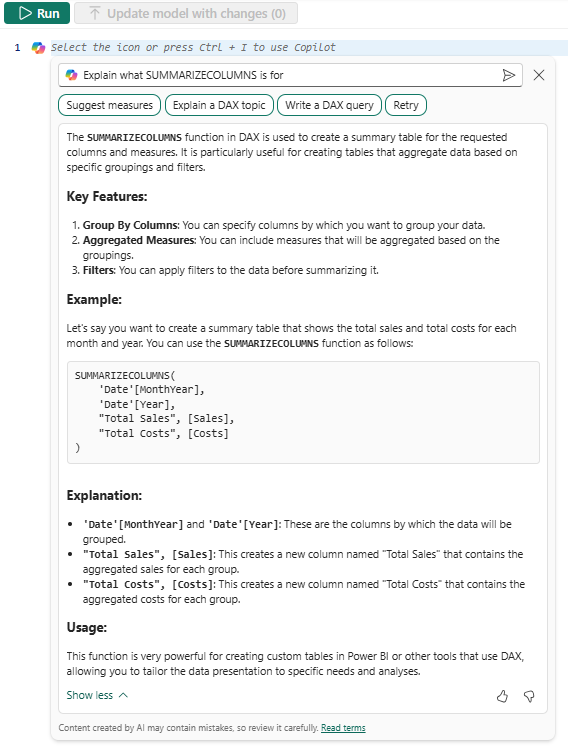 Run
Update model with changes (0)
1 Select the icon or press Ctrl + I to use Copilot
Explain what SUMMARIZECOLUMNS is for
Suggest measures
Explain a DAX topic
Write a DAX query
Retry
The SUMMARIZECOLUMNS function in DAX is used to create a summary table for the requested
columns and measures. It is particularly useful for creating tables that aggregate data based on
specific groupings and filters.
Key Features:
1. Group By Columns: You can specify columns by which you want to group your data.
2. Aggregated Measures: You can include measures that will be aggregated based on the
groupings.
3. Filters: You can apply filters to the data before summarizing it.
Example:
Let's say you want to create a summary table that shows the total sales and total costs for each
month and year. You can use the SUMMARIZECOLUMNS function as follows:
SUMMARIZECOLUMNS(
'Date'[MonthYear],
'Date'[Year],
"Total Sales", [Sales],
"Total Costs", [Costs]
)
Explanation:
• 'Date'[MonthYear] and 'Date'[Year]: These are the columns by which the data will be
grouped.
• "Total Sales", [Sales]: This creates a new column named "Total Sales" that contains the
aggregated sales for each group.
• "Total Costs", [Costs]: This creates a new column named "Total Costs" that contains the
aggregated costs for each group.
Usage:
This function is very powerful for creating custom tables in Power BI or other tools that use DAX,
allowing you to tailor the data presentation to specific needs and analyses.
Show less
Content created by AI may contain mistakes, so review it carefully. Read terms